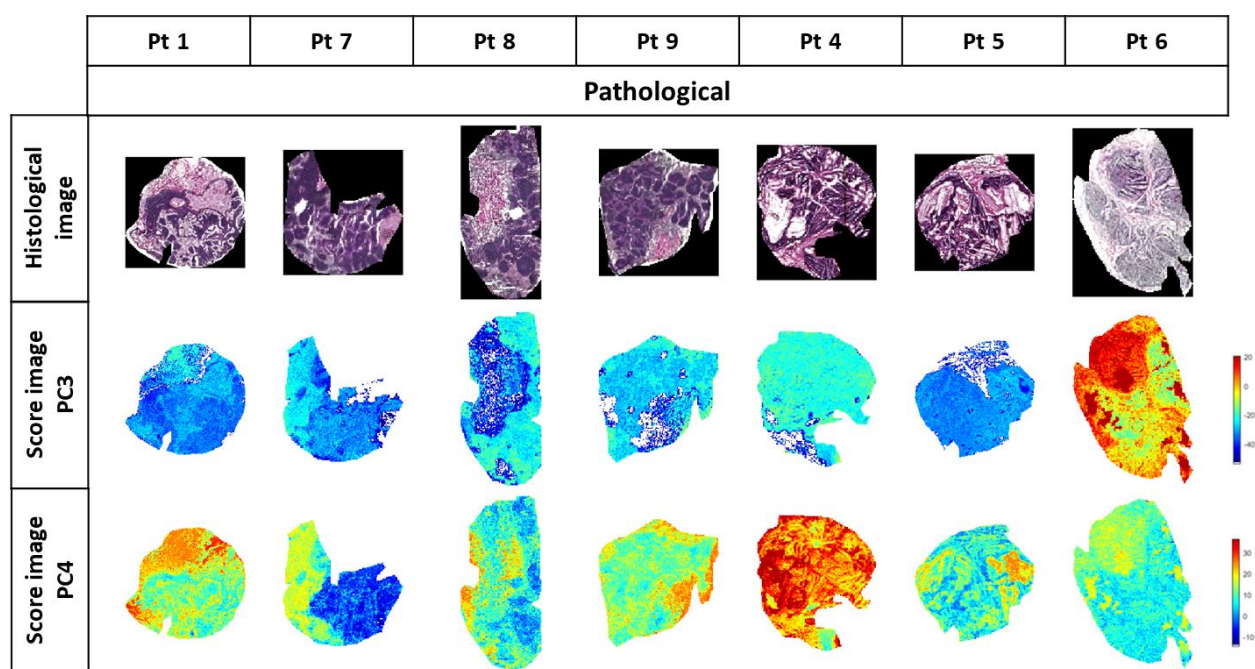 Pt 1 Pt 7 Pt 8 Pt 9 Pt 4 Pt 5 Pt 6
Pathological
Histological
image
Score image
PC3
20
0
-20
-40
Score image
PC4
30
20
10
0
-10